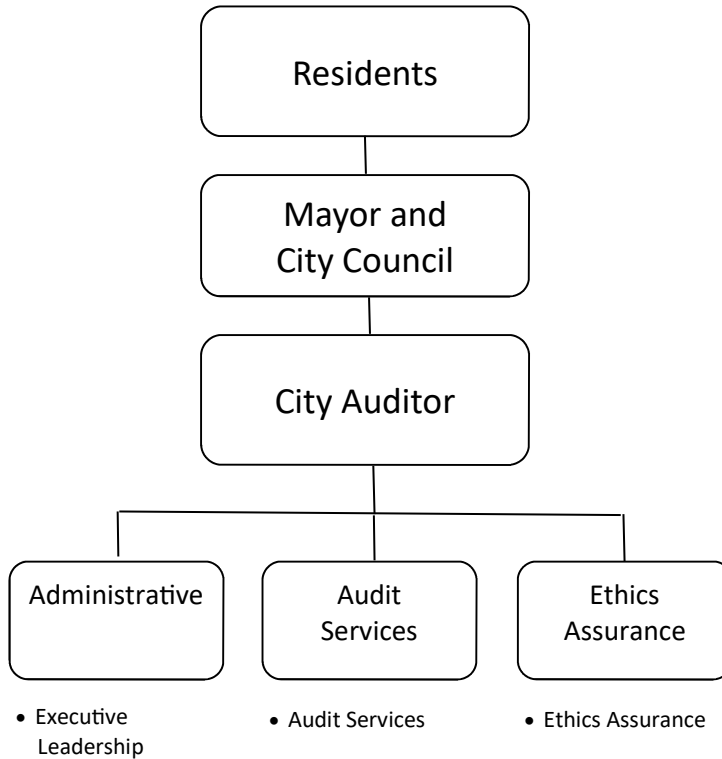 Residents
Mayor and
City Council
City Auditor
Administrative
Audit
Services
Ethics
Assurance
• Executive
Leadership
• Audit Services
• Ethics Assurance